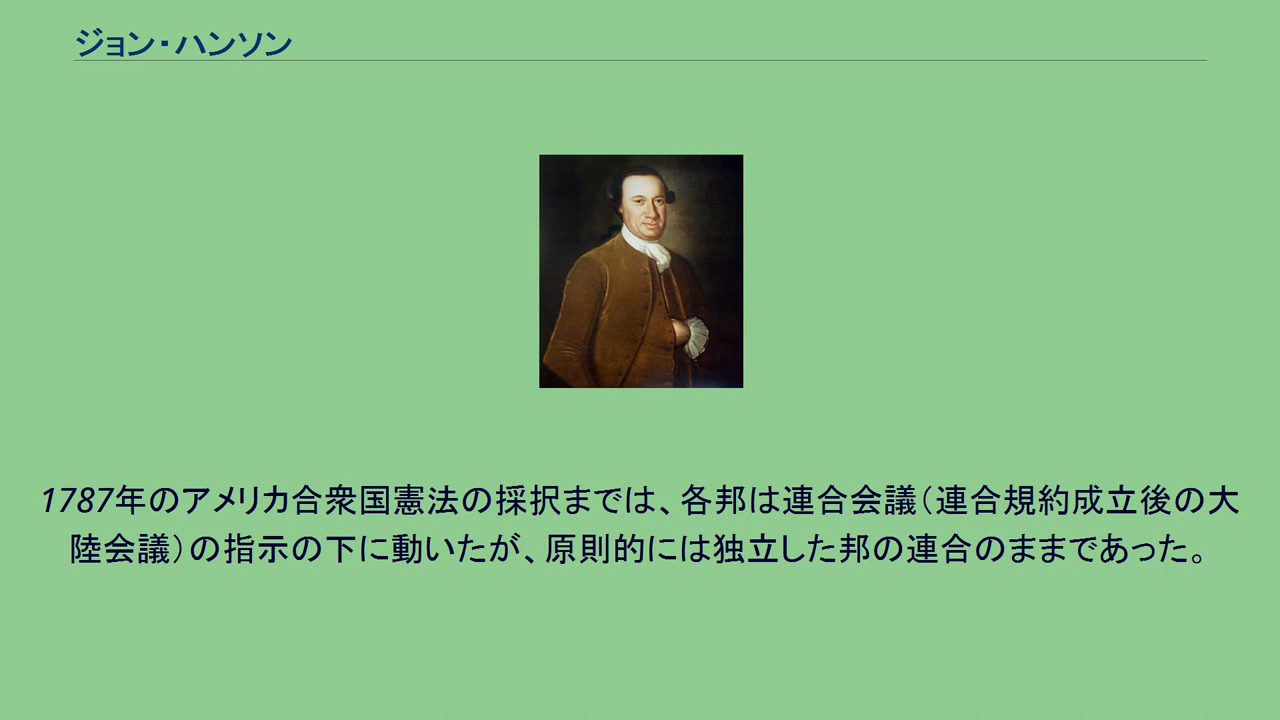 ジョン・ハンソン
1787年のアメリカ合衆国憲法の採択までは、各邦は連合会議（連合規約成立後の大
陸会議）の指示の下に動いたが、原則的には独立した邦の連合のままであった。